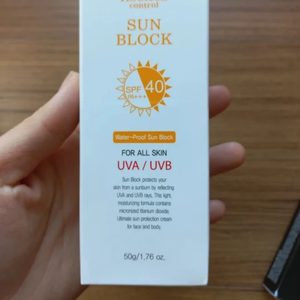 control
SUN
BLOCK
SPF 40
PA+++
Water-Proof Sun Block
FOR ALL SKIN
UVA / UVB
Sun Block protects your
skin from a sunburn by reflecting
UVA and UVB rays. This light,
moisturizing formula contains
micronized titanium dioxide.
Ultimate sun protection cream
for face and body.
50g/1.76 oz.